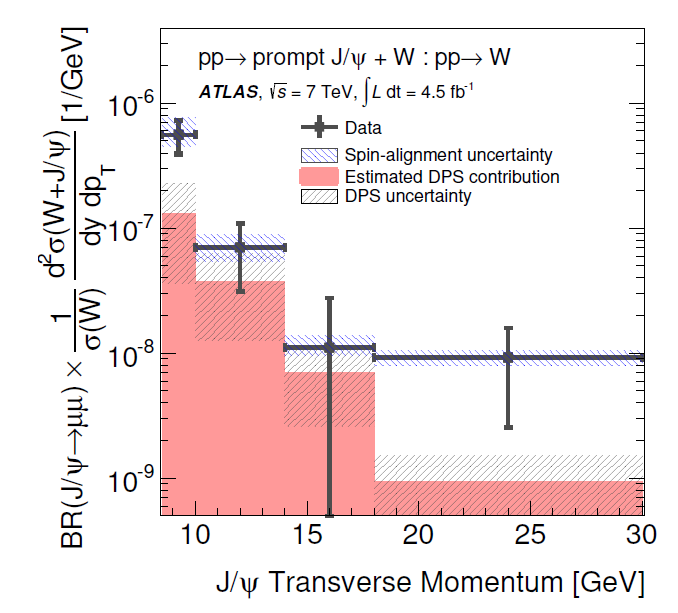 pp→ prompt J/ψ + W : pp→ W
ATLAS, √s = 7 TeV, ∫L dt = 4.5 fb⁻¹
Data
Spin-alignment uncertainty
Estimated DPS contribution
DPS uncertainty
BR(J/ψ→μμ) × 1/σ(W) d²σ(W+J/ψ)/dy dp_T [1/GeV]
10⁻⁶
10⁻⁷
10⁻⁸
10⁻⁹
10 15 20 25 30
J/ψ Transverse Momentum [GeV]